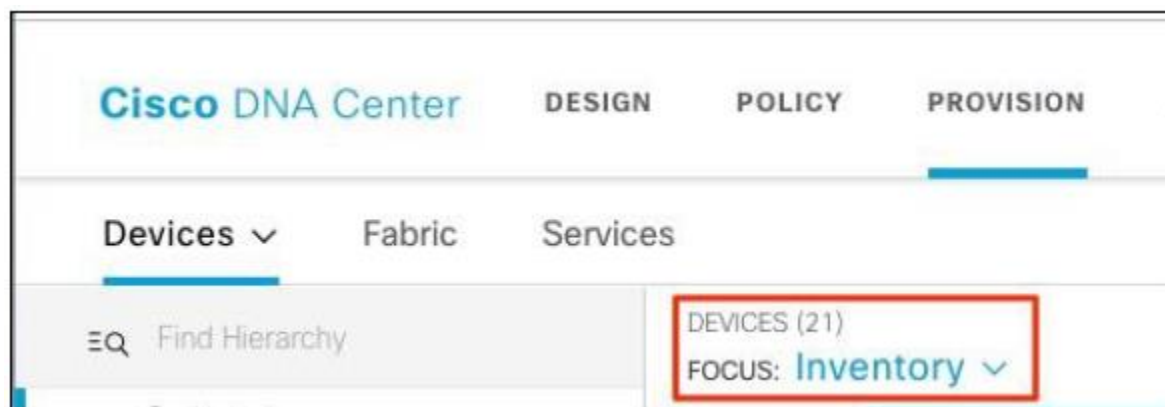 Cisco DNA Center DESIGN POLICY PROVISION
Devices Fabric Services
Find Hierarchy
DEVICES (21)
FOCUS: Inventory